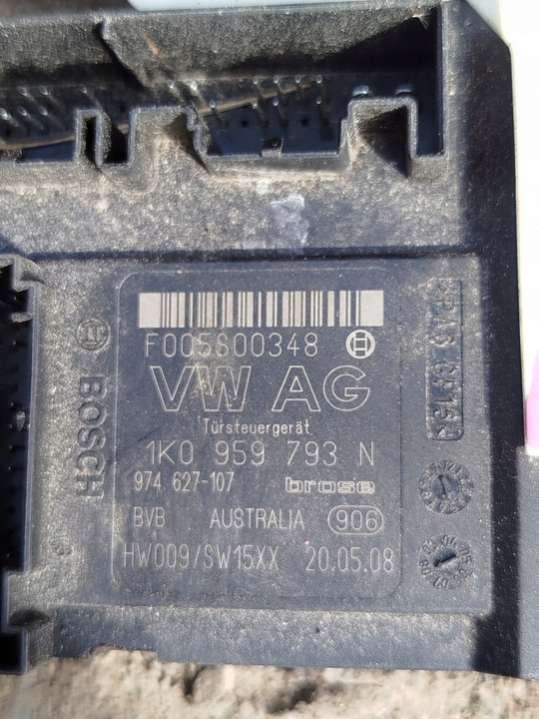 F005S00348
VW AG
Türsteuergerät
1K0 959 793 N
974 627-107 brose
BVB AUSTRALIA 906
HW009/SW15XX 20.05.08
BOSCH